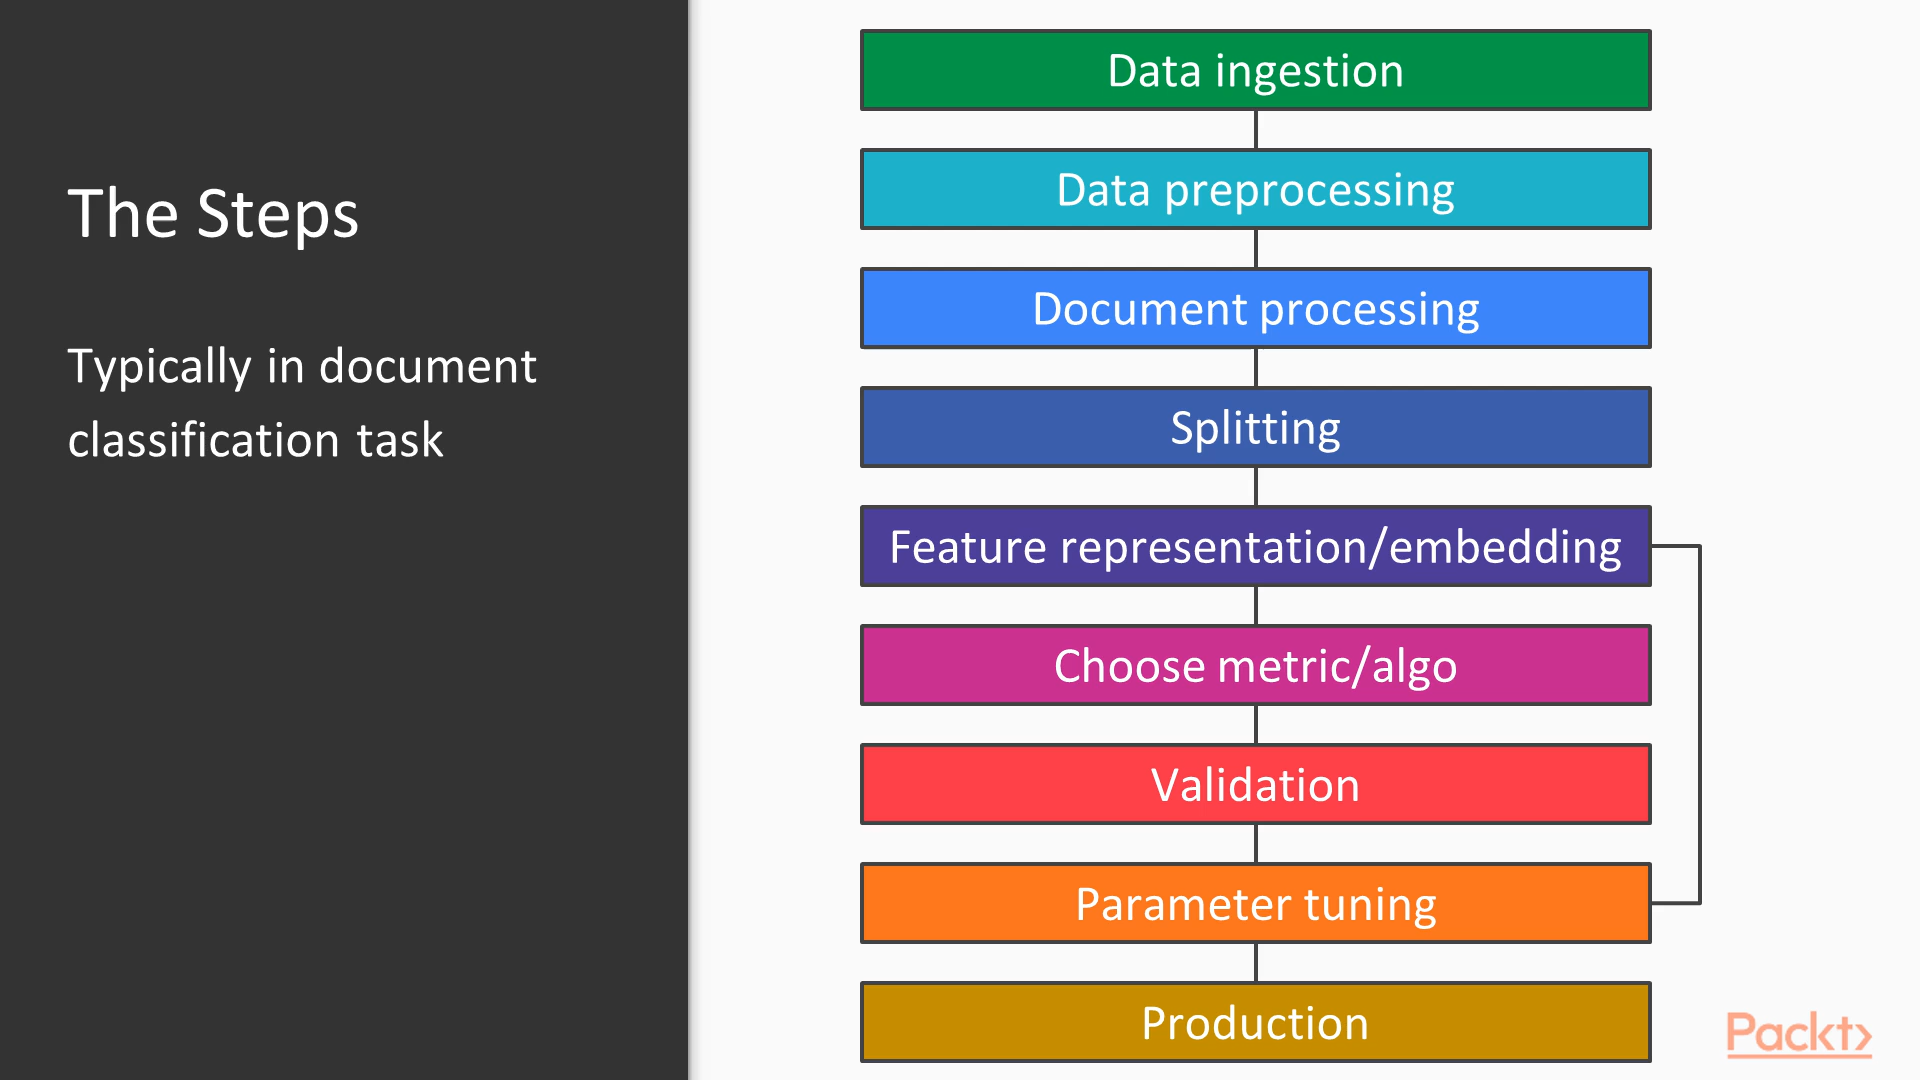 The Steps
Typically in document
classification task
Data ingestion
Data preprocessing
Document processing
Splitting
Feature representation/embedding
Choose metric/algo
Validation
Parameter tuning
Production
Packt>